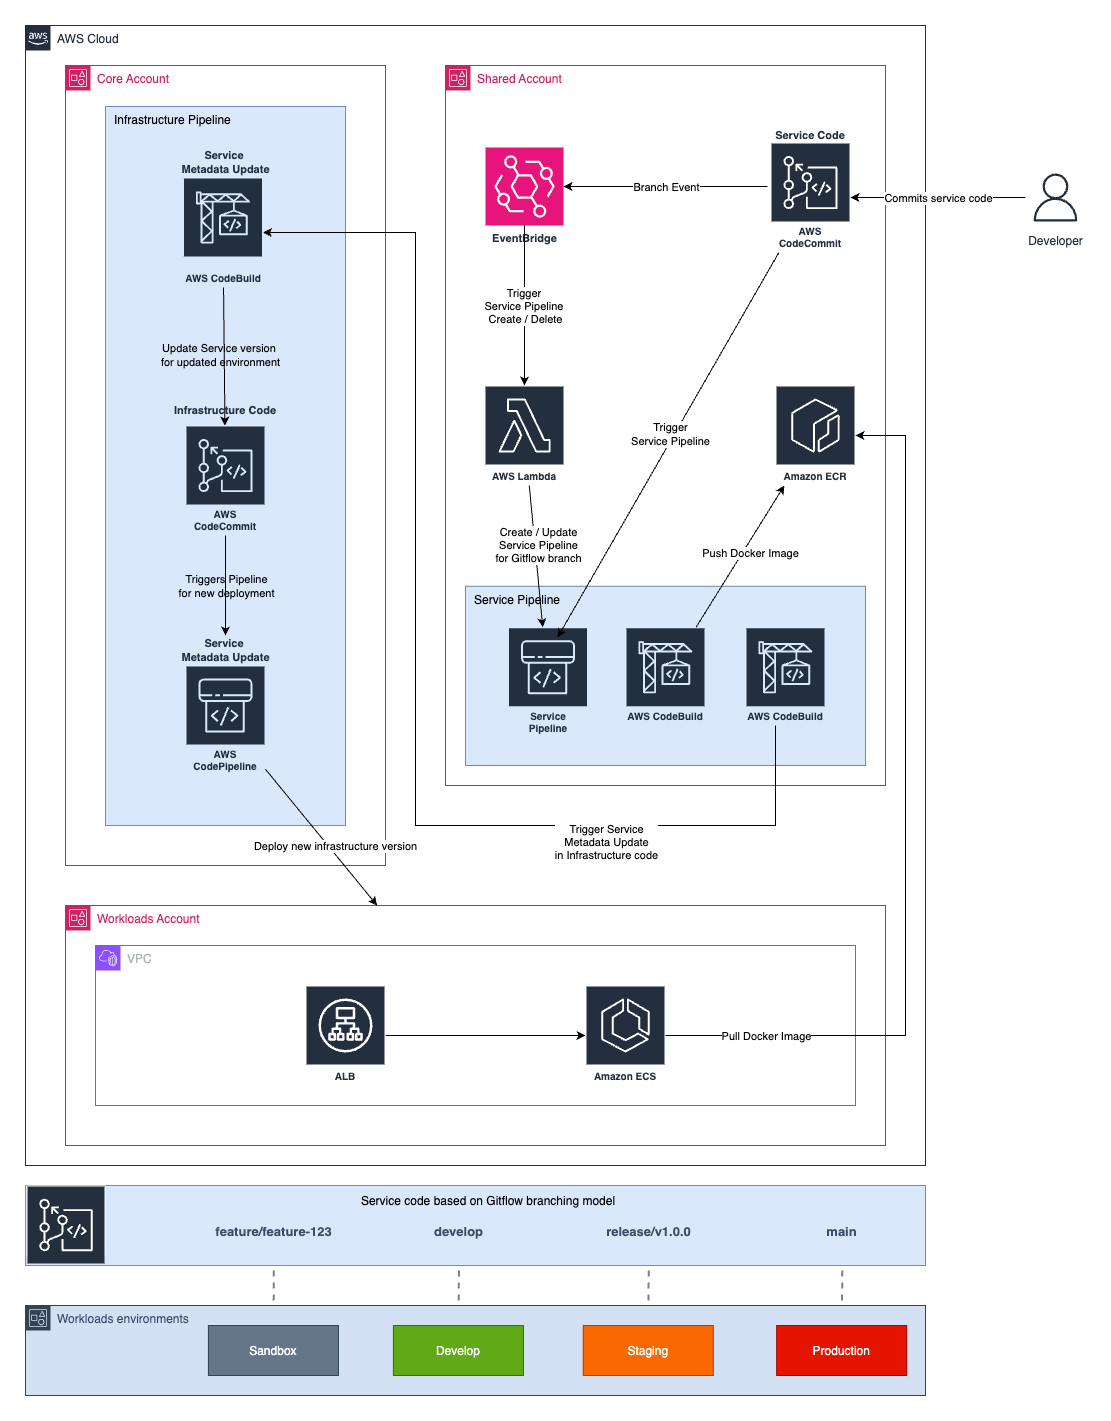 aws
AWS Cloud
Core Account
Infrastructure Pipeline
Service
Metadata Update
AWS CodeBuild
Update Service version
for updated environment
Infrastructure Code
AWS
CodeCommit
Triggers Pipeline
for new deployment
Service
Metadata Update
AWS
CodePipeline
Deploy new infrastructure version
Shared Account
Service Code
Branch Event
AWS
CodeCommit
Commits service code
Developer
EventBridge
Trigger
Service Pipeline
Create / Delete
Trigger
Service Pipeline
AWS Lambda
Amazon ECR
Create / Update
Service Pipeline
for Gitflow branch
Push Docker Image
Service Pipeline
Service
Pipeline
AWS CodeBuild
AWS CodeBuild
Trigger Service
Metadata Update
in Infrastructure code
Workloads Account
VPC
ALB
Amazon ECS
Pull Docker Image
Service code based on Gitflow branching model
feature/feature-123
develop
release/v1.0.0
main
Workloads environments
Sandbox
Develop
Staging
Production